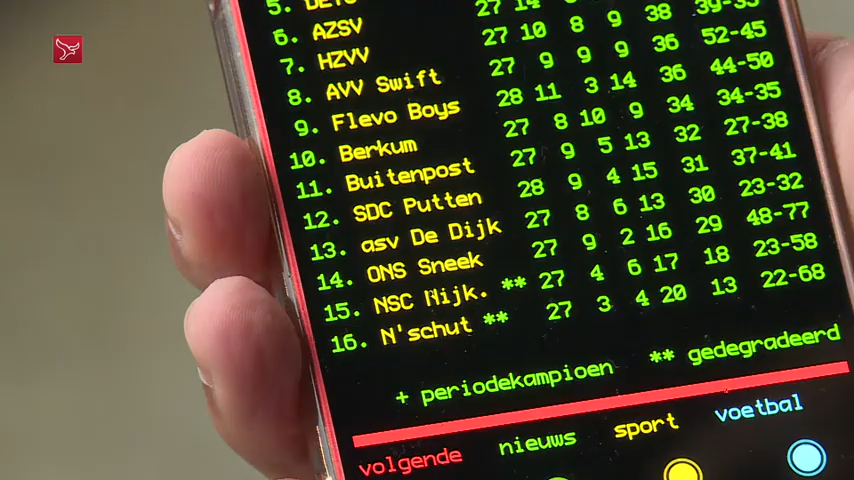 5.
6. AZSV 27 14
7. HZVV 27 10 8 9 38
8. AVV Swift 27 9 9 9 36 52-45
9. Flevo Boys 28 11 3 14 36 44-50
10. Berkum 27 8 10 9 34 34-35
11. Buitenpost 27 9 5 13 32 27-38
12. SDC Putten 28 9 4 15 31 37-41
13. asv De Dijk 27 8 6 13 30 23-32
14. ONS Sneek 27 9 2 16 29 48-77
15. NSC Nijk. ** 27 4 6 17 18 23-58
16. N'schut ** 27 3 4 20 13 22-68
+ periodekampioen ** gedegradeerd
volgende nieuws sport voetbal